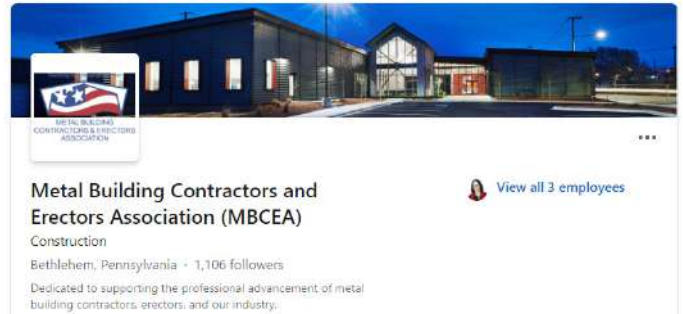 METAL BUILDING
CONTRACTORS & ERECTORS
ASSOCIATION
Metal Building Contractors and
Erectors Association (MBCEA)
View all 3 employees
Construction
Bethlehem, Pennsylvania • 1,106 followers
Dedicated to supporting the professional advancement of metal
building contractors, erectors, and our industry.